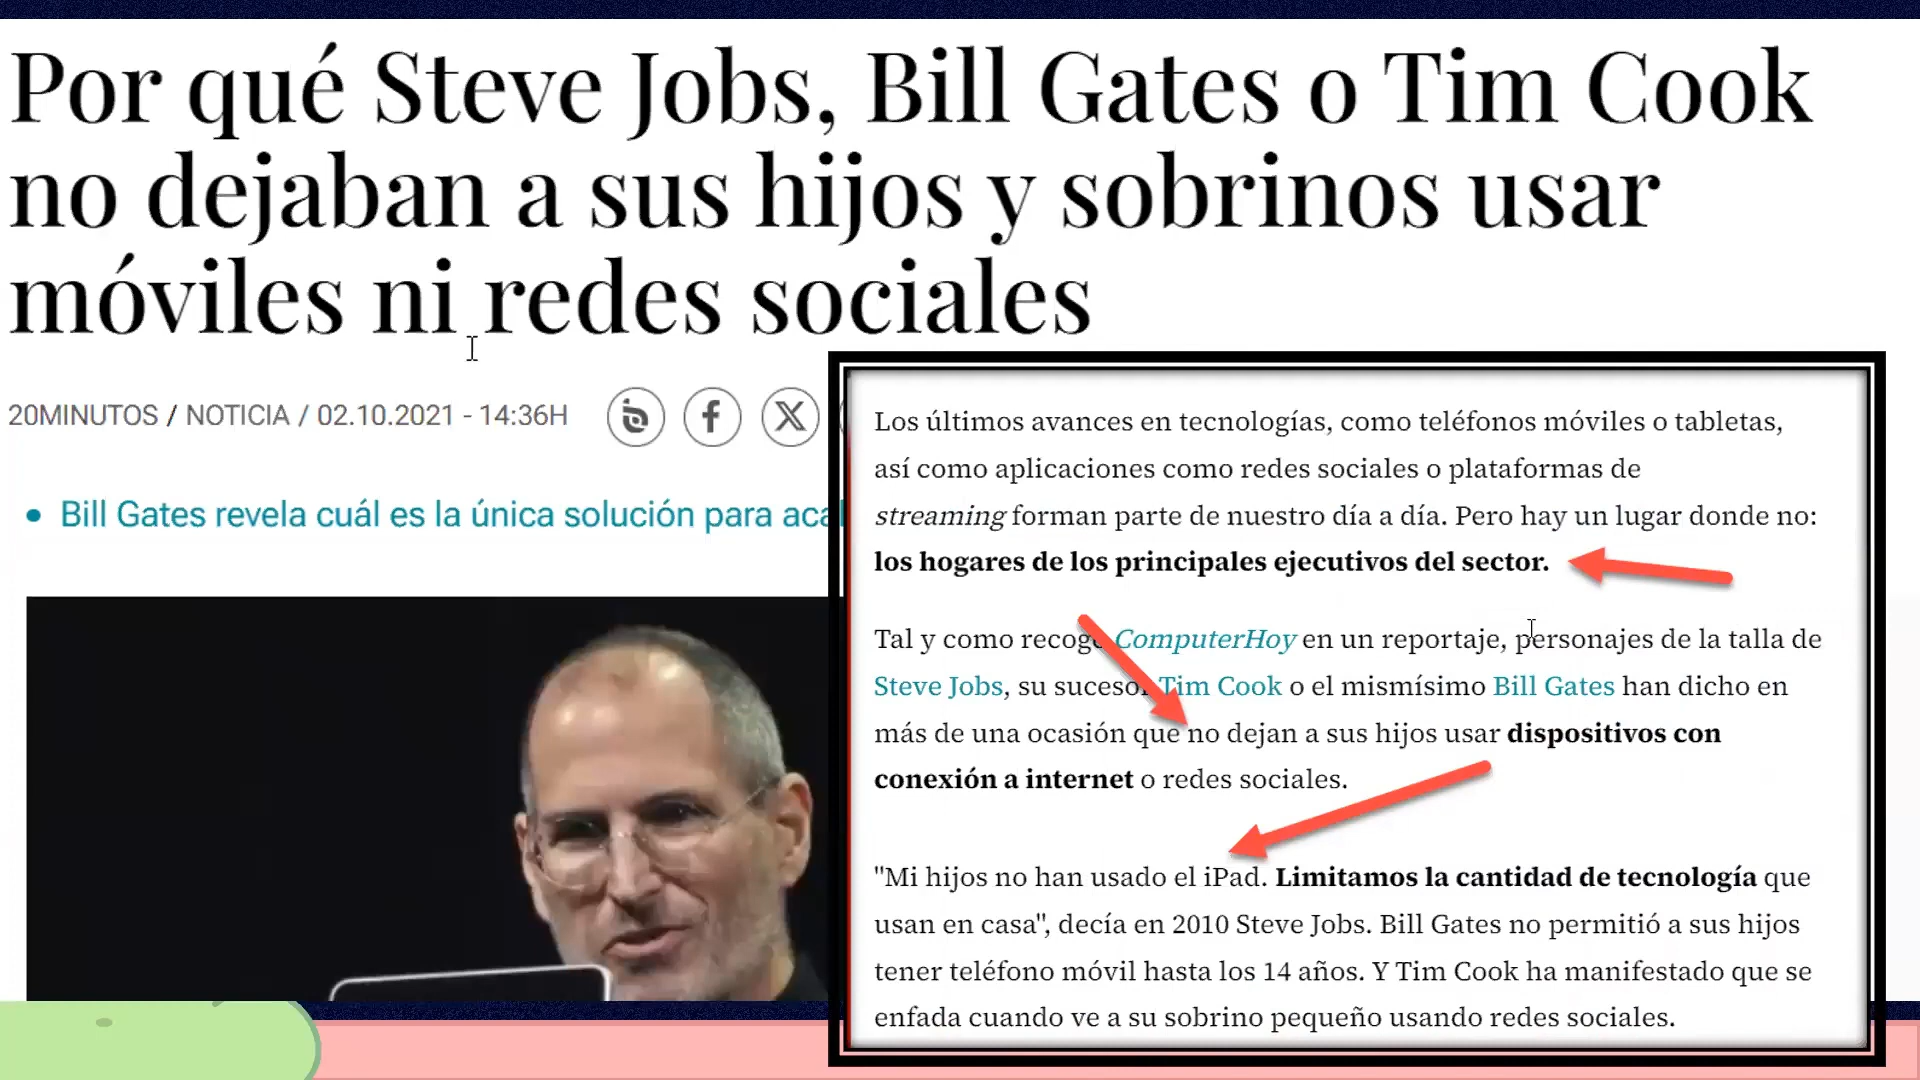 Por qué Steve Jobs, Bill Gates o Tim Cook
no dejaban a sus hijos y sobrinos usar
móviles ni redes sociales
20MINUTOS / NOTICIA / 02.10.2021 - 14:36H
• Bill Gates revela cuál es la única solución para
Los últimos avances en tecnologías, como teléfonos móviles o tabletas,
así como aplicaciones como redes sociales o plataformas de
streaming forman parte de nuestro día a día. Pero hay un lugar donde no:
los hogares de los principales ejecutivos del sector.
Tal y como recoge ComputerHoy en un reportaje, personajes de la talla de
Steve Jobs, su sucesor Tim Cook o el mismísimo Bill Gates han dicho en
más de una ocasión que no dejan a sus hijos usar dispositivos con
conexión a internet o redes sociales.
"Mi hijos no han usado el iPad. Limitamos la cantidad de tecnología que
usan en casa", decía en 2010 Steve Jobs. Bill Gates no permitió a sus hijos
tener teléfono móvil hasta los 14 años. Y Tim Cook ha manifestado que se
enfada cuando ve a su sobrino pequeño usando redes sociales.